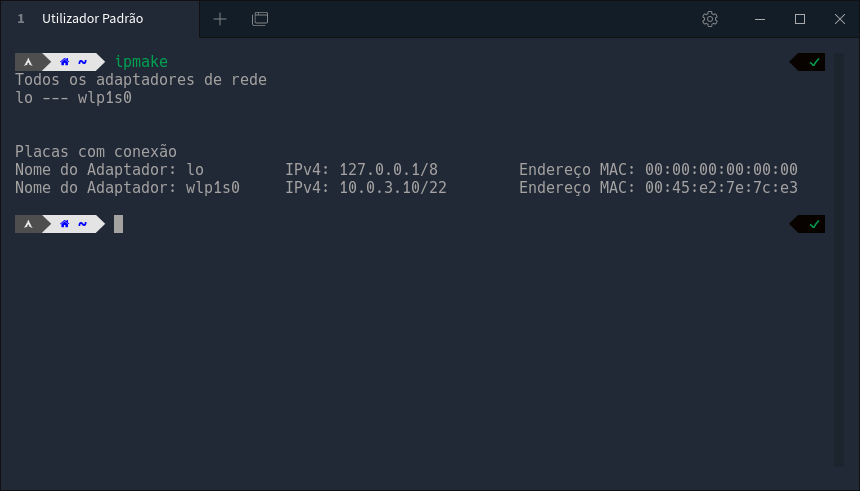 1 Utilizador Padrão
~ ipmake
Todos os adaptadores de rede
lo --- wlp1s0
Placas com conexão
Nome do Adaptador: lo IPv4: 127.0.0.1/8 Endereço MAC: 00:00:00:00:00:00
Nome do Adaptador: wlp1s0 IPv4: 10.0.3.10/22 Endereço MAC: 00:45:e2:7e:7c:e3
~